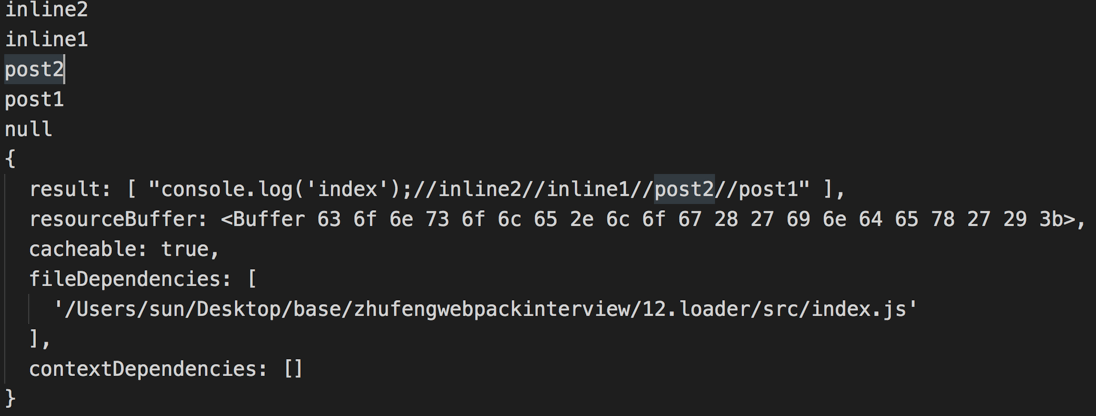 inline2
inline1
post2
post1
null
{
  result: [ "console.log('index');//inline2//inline1//post2//post1" ],
  resourceBuffer: <Buffer 63 6f 6e 73 6f 6c 65 2e 6c 6f 67 28 27 69 6e 64 65 78 27 29 3b>,
  cacheable: true,
  fileDependencies: [
    '/Users/sun/Desktop/base/zhufengwebpackinterview/12.loader/src/index.js'
  ],
  contextDependencies: []
}